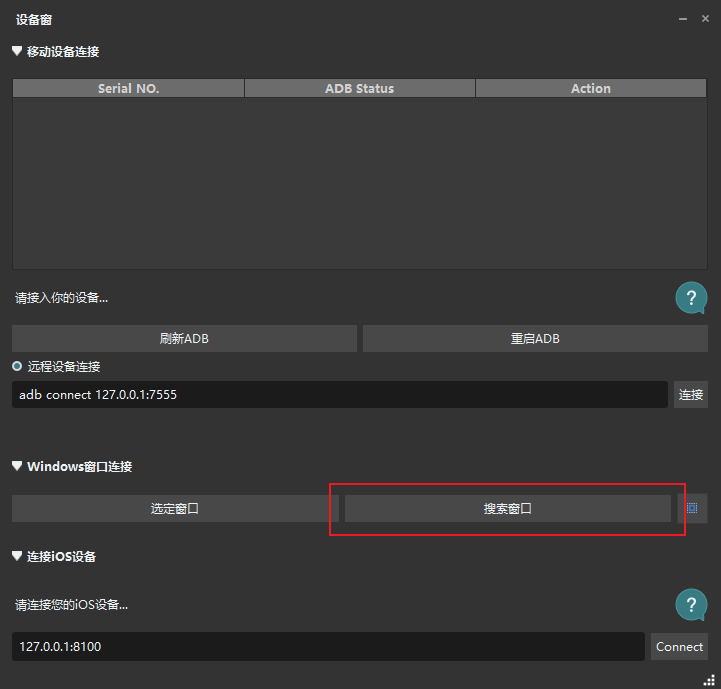 设备窗
移动设备连接
Serial NO. ADB Status Action
请接入你的设备...
?
刷新ADB 重启ADB
远程设备连接
adb connect 127.0.0.1:7555 连接
Windows窗口连接
选定窗口 搜索窗口
连接iOS设备
请连接您的iOS设备...
?
127.0.0.1:8100 Connect